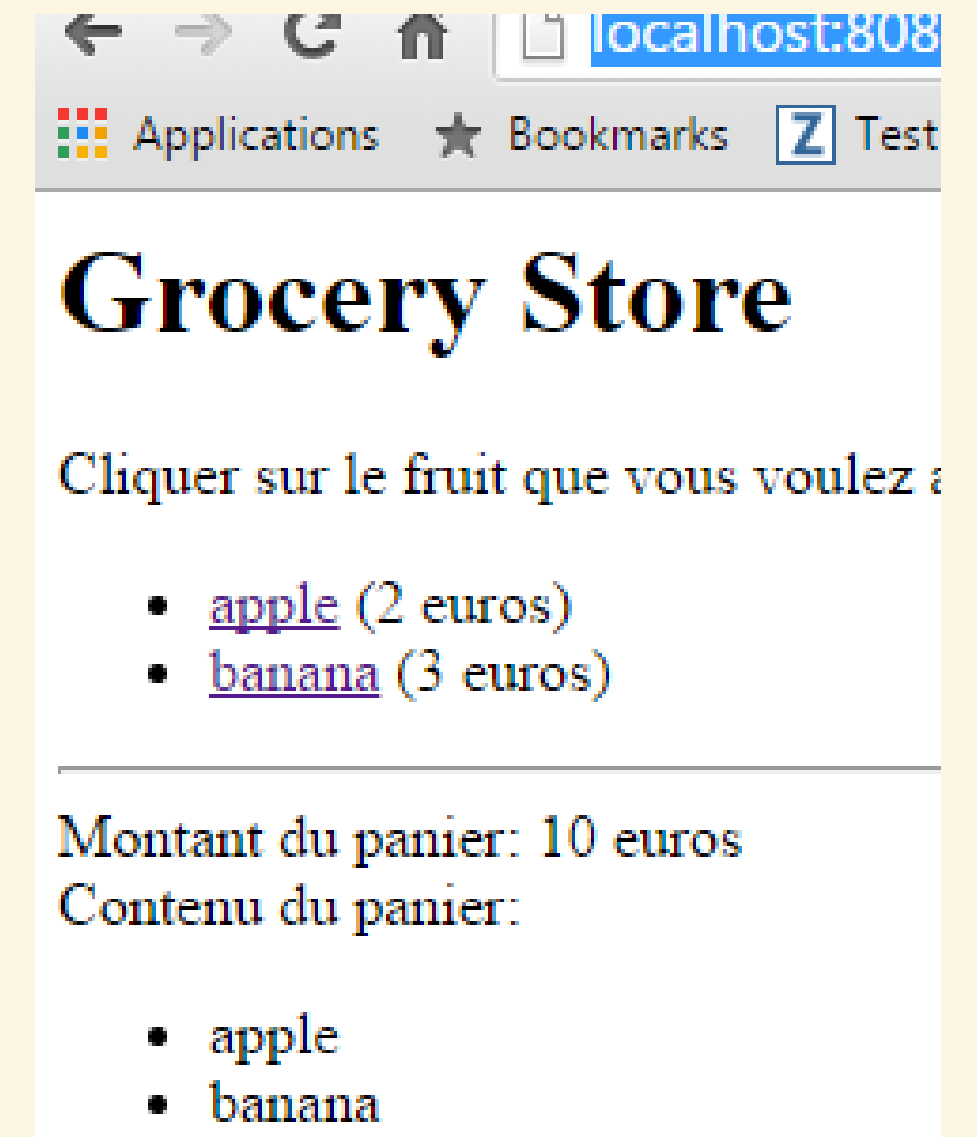 localhost:808
Applications Bookmarks Z Test
Grocery Store
Cliquer sur le fruit que vous voulez
apple (2 euros)
banana (3 euros)
Montant du panier: 10 euros
Contenu du panier:
apple
banana